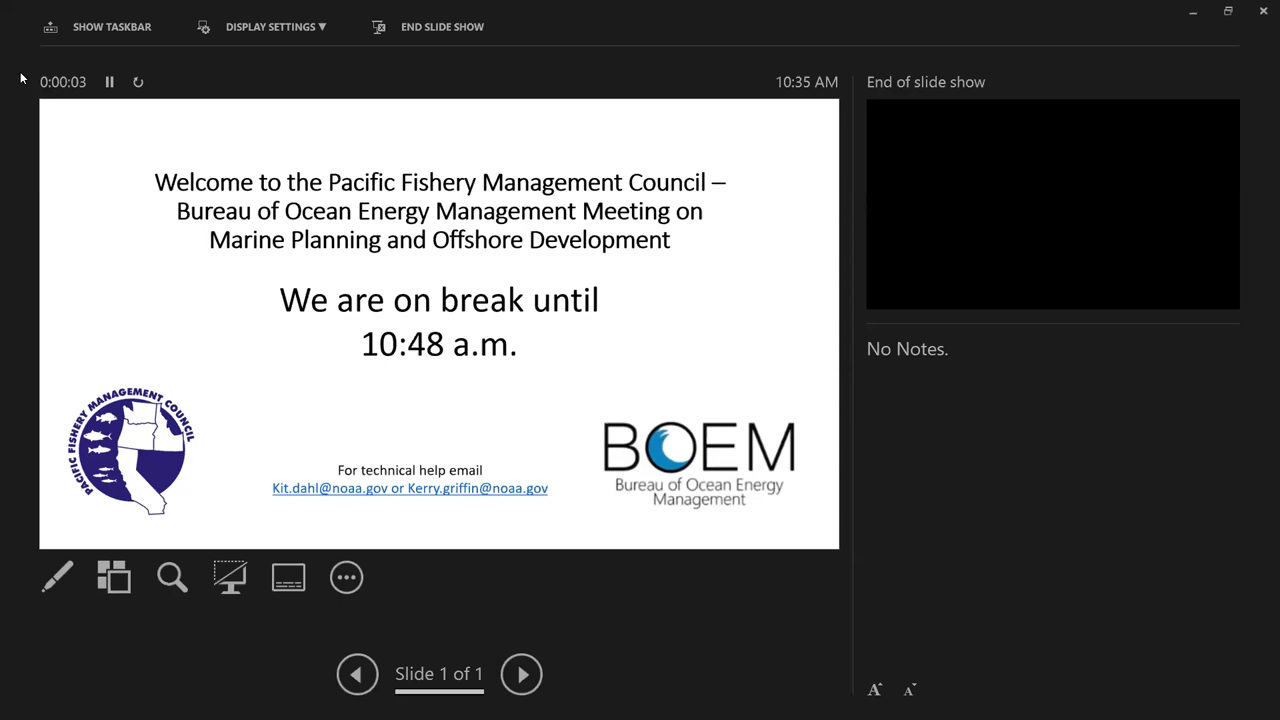 SHOW TASKBAR
DISPLAY SETTINGS ▼
END SLIDE SHOW
0:00:03
10:35 AM
End of slide show
Welcome to the Pacific Fishery Management Council –
Bureau of Ocean Energy Management Meeting on
Marine Planning and Offshore Development
We are on break until
10:48 a.m.
PACIFIC FISHERY MANAGEMENT COUNCIL
For technical help email
Kit.dahl@noaa.gov or Kerry.griffin@noaa.gov
BOEM
Bureau of Ocean Energy
Management
No Notes.
Slide 1 of 1
A A